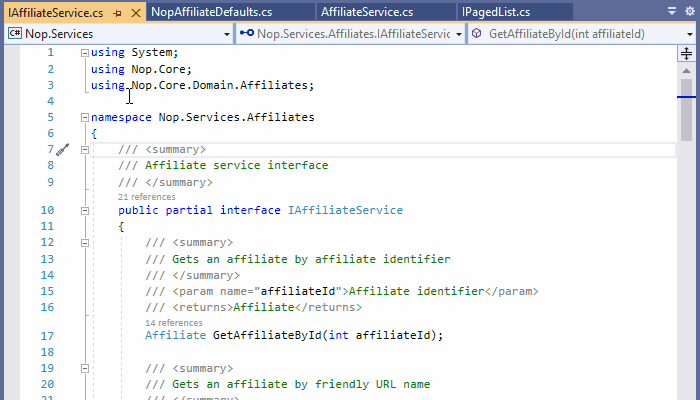 IAffiliateService.cs NopAffiliateDefaults.cs AffiliateService.cs IPagedList.cs
C# Nop.Services Nop.Services.Affiliates.IAffiliateServic GetAffiliateById(int affiliateId)
1 using System;
2 using Nop.Core;
3 using Nop.Core.Domain.Affiliates;
4
5 namespace Nop.Services.Affiliates
6 {
7 /// <summary>
8 /// Affiliate service interface
9 /// </summary>
21 references
10 public partial interface IAffiliateService
11 {
12 /// <summary>
13 /// Gets an affiliate by affiliate identifier
14 /// </summary>
15 /// <param name="affiliateId">Affiliate identifier</param>
16 /// <returns>Affiliate</returns>
14 references
17 Affiliate GetAffiliateById(int affiliateId);
18
19 /// <summary>
20 /// Gets an affiliate by friendly URL name
21 /// </summary>